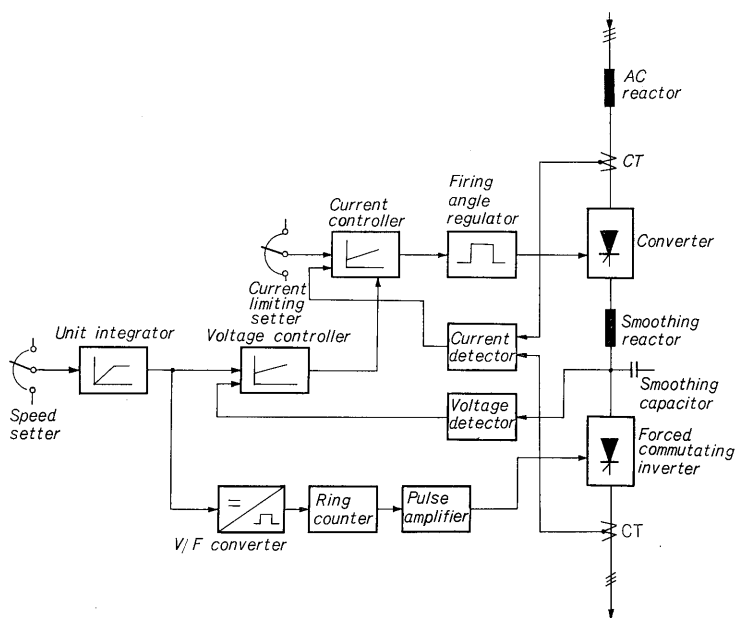 AC
reactor
CT
Firing
angle
regulator
Current
controller
Converter
Current
limiting
setter
Smoothing
reactor
Unit integrator
Voltage controller
Current
detector
Smoothing
capacitor
Speed
setter
Voltage
detector
Forced
commutating
inverter
=
Ring
counter
Pulse
amplifier
V/F converter
CT